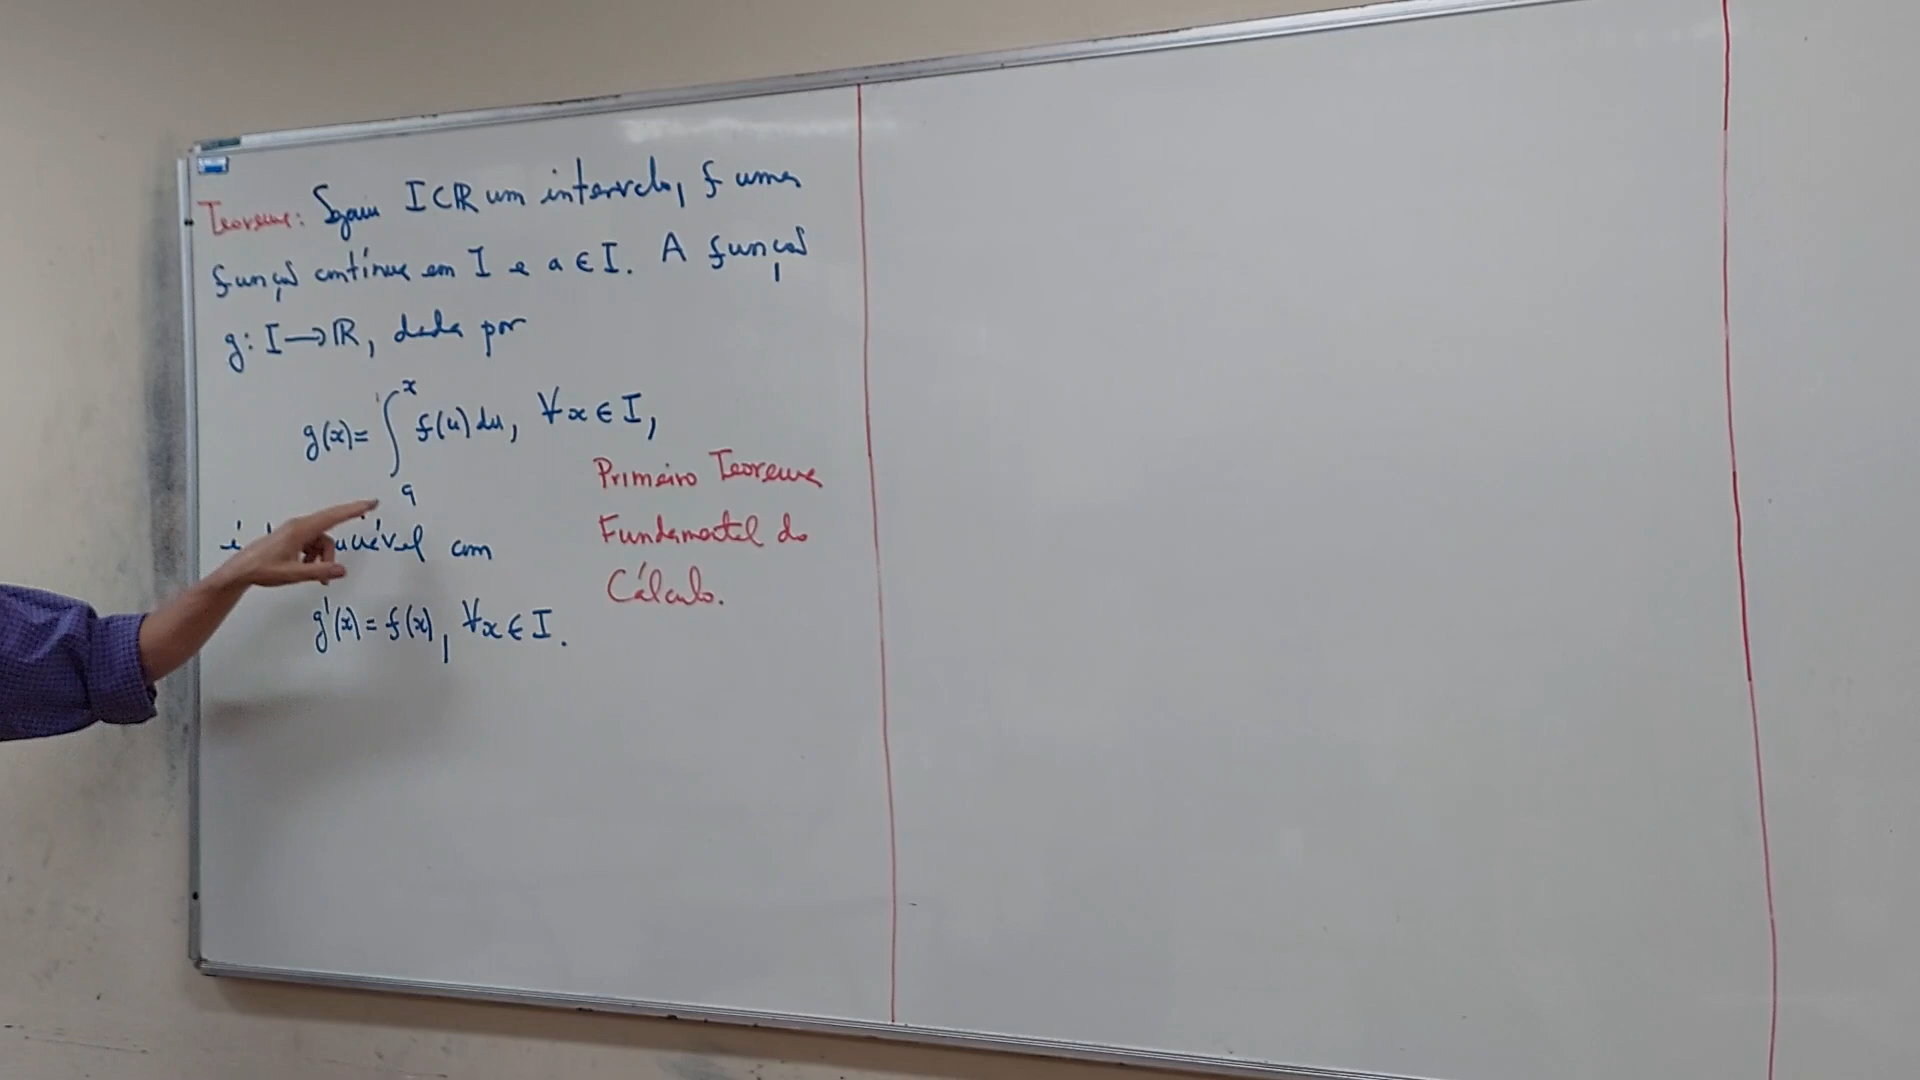 Teorema: Sejam I⊂ℝ um intervalo, f uma
função contínua em I e a ∈ I. A função
g: I → ℝ, dada por
g(x) = ∫ₐˣ f(u) du, ∀x ∈ I,
é com
g'(x) = f(x), ∀x ∈ I.
Primeiro Teorema
Fundamental do
Cálculo.